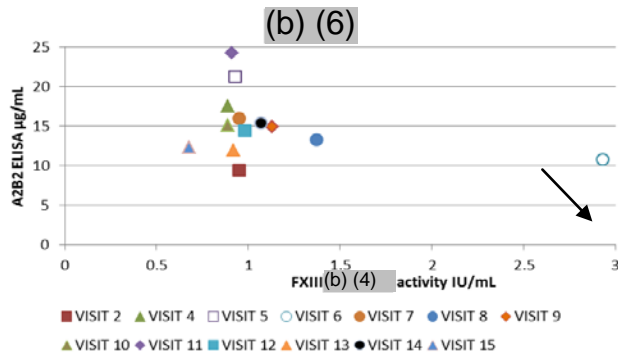 (b) (6)
25
20
15
10
5
0
A2B2 ELISA µg/mL
0 0.5 1 1.5 2 2.5 3
FXIII (b) (4) activity IU/mL
VISIT 2 VISIT 4 VISIT 5 VISIT 6 VISIT 7 VISIT 8 VISIT 9
VISIT 10 VISIT 11 VISIT 12 VISIT 13 VISIT 14 VISIT 15